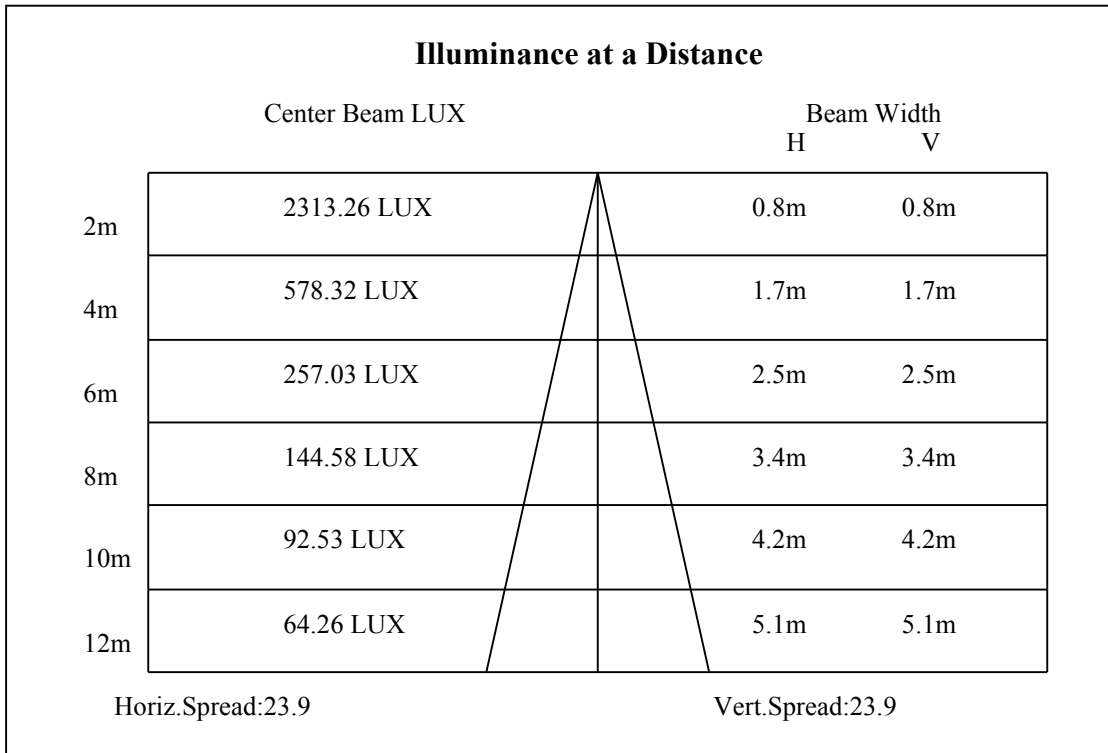 Illuminance at a Distance
Center Beam LUX Beam Width
H V
2m 2313.26 LUX 0.8m 0.8m
4m 578.32 LUX 1.7m 1.7m
6m 257.03 LUX 2.5m 2.5m
8m 144.58 LUX 3.4m 3.4m
10m 92.53 LUX 4.2m 4.2m
12m 64.26 LUX 5.1m 5.1m
Horiz.Spread:23.9 Vert.Spread:23.9